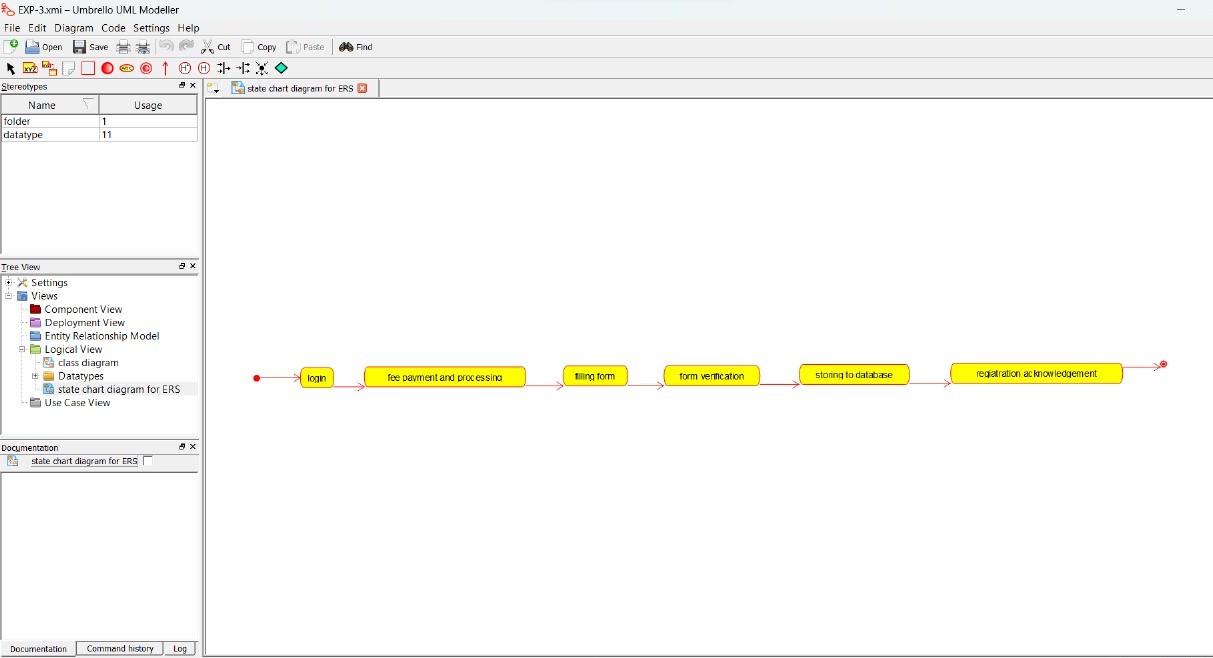 EXP-3.xmi – Umbrello UML Modeller
File Edit Diagram Code Settings Help
Open Save Cut Copy Paste Find
Stereotypes
state chart diagram for ERS
Name Usage
folder 1
datatype 11
Tree View
Settings
Views
Component View
Deployment View
Entity Relationship Model
Logical View
class diagram
Datatypes
state chart diagram for ERS
Use Case View
login
fee payment and processing
filling form
form verification
storing to database
registration acknowledgement
Documentation
state chart diagram for ERS
Documentation Command history Log